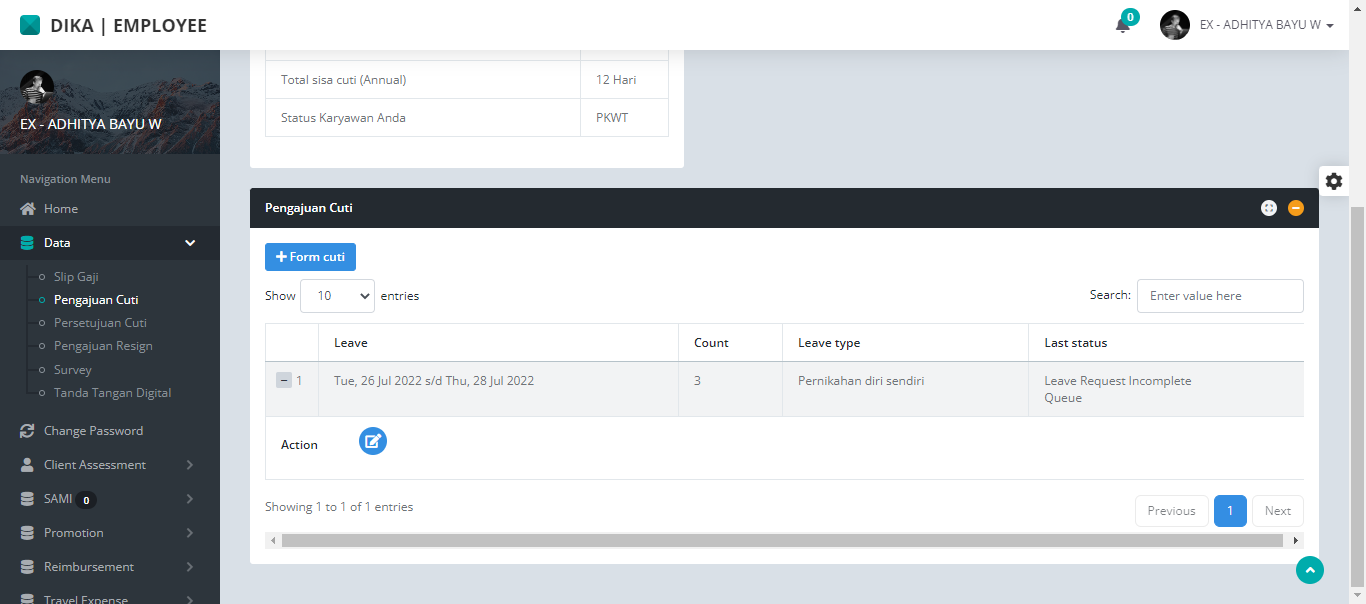 DIKA | EMPLOYEE
0
EX - ADHITYA BAYU W
EX - ADHITYA BAYU W
Navigation Menu
Home
Data
Slip Gaji
Pengajuan Cuti
Persetujuan Cuti
Pengajuan Resign
Survey
Tanda Tangan Digital
Change Password
Client Assessment
SAMI 0
Promotion
Reimbursement
Travel Expense
Total sisa cuti (Annual) 12 Hari
Status Karyawan Anda PKWT
Pengajuan Cuti
Form cuti
Show 10 entries
Search: Enter value here
Leave Count Leave type Last status
1 Tue, 26 Jul 2022 s/d Thu, 28 Jul 2022 3 Pernikahan diri sendiri Leave Request Incomplete
Queue
Action
Showing 1 to 1 of 1 entries
Previous 1 Next